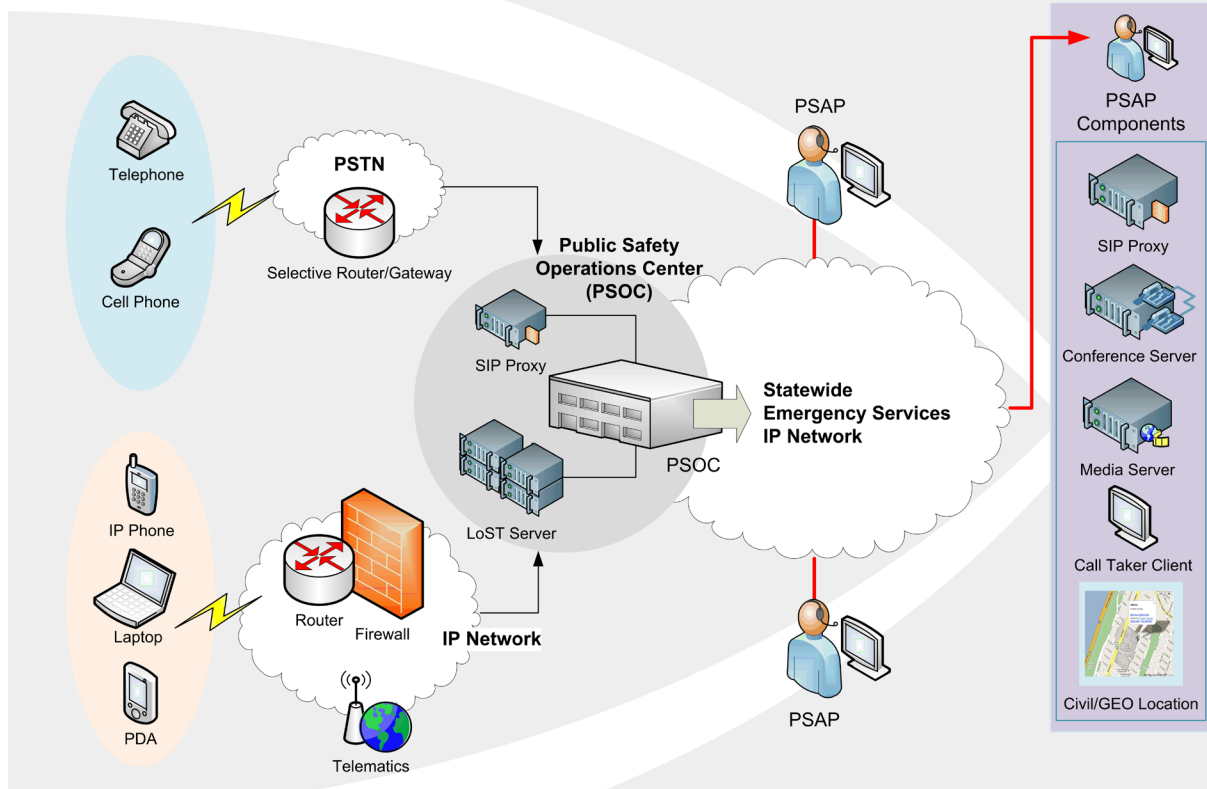 Telephone
Cell Phone
PSTN
Selective Router/Gateway
IP Phone
Laptop
PDA
Router
Firewall
IP Network
Telematics
Public Safety
Operations Center
(PSOC)
SIP Proxy
LoST Server
PSOC
Statewide
Emergency Services
IP Network
PSAP
PSAP
PSAP
Components
SIP Proxy
Conference Server
Media Server
Call Taker Client
Civil/GEO Location